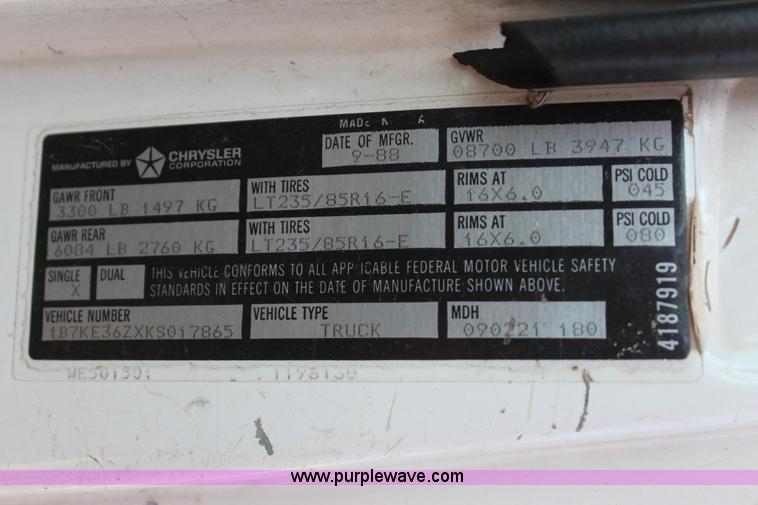 MADE
MANUFACTURED BY CHRYSLER CORPORATION
DATE OF MFGR. 9-88
GVWR 08700 LB 3947 KG
GAWR FRONT 3300 LB 1497 KG
WITH TIRES LT235/85R16-E
RIMS AT 16X6.0
PSI COLD 045
GAWR REAR 6084 LB 2760 KG
WITH TIRES LT235/85R16-E
RIMS AT 16X6.0
PSI COLD 080
SINGLE X DUAL
THIS VEHICLE CONFORMS TO ALL APPLICABLE FEDERAL MOTOR VEHICLE SAFETY
STANDARDS IN EFFECT ON THE DATE OF MANUFACTURE SHOWN ABOVE.
VEHICLE NUMBER 1B7KE36ZXKS017865
VEHICLE TYPE TRUCK
MDH 090221 180
4187919
www.purplewave.com